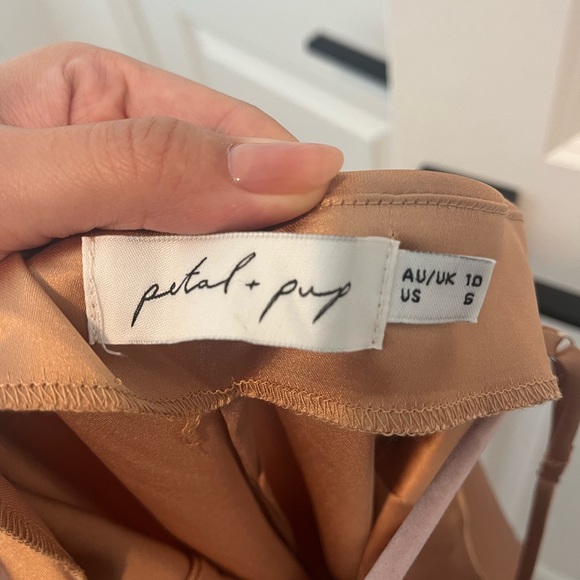 petal + pup
AU/UK 10
US 6